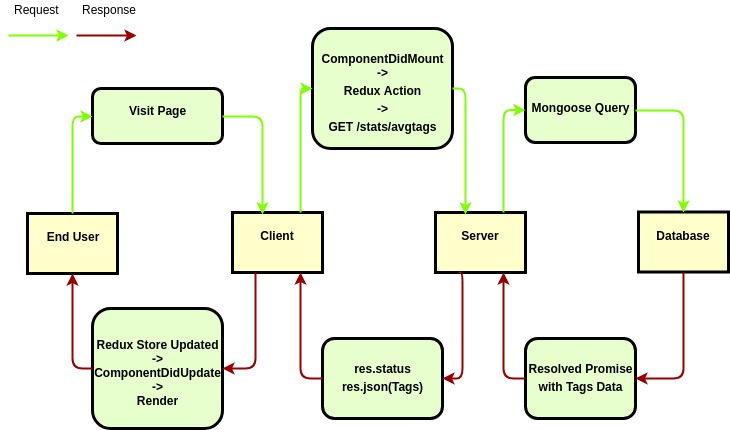 Request
Response
ComponentDidMount
->
Redux Action
->
GET /stats/avgtags
Visit Page
Mongoose Query
End User
Client
Server
Database
Redux Store Updated
->
ComponentDidUpdate
->
Render
res.status
res.json(Tags)
Resolved Promise
with Tags Data